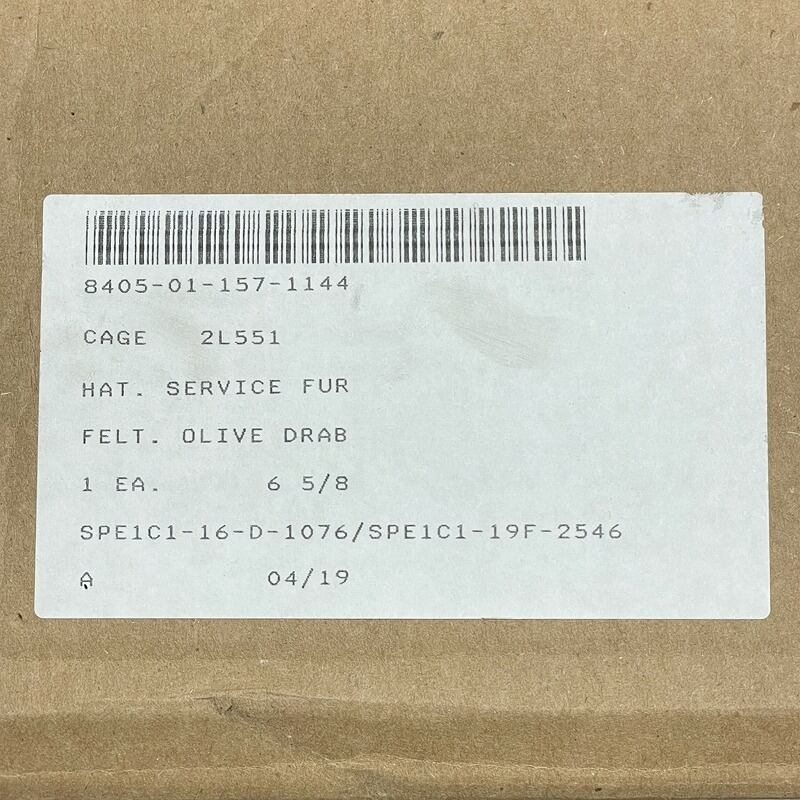 8405-01-157-1144
CAGE 2L551
HAT. SERVICE FUR
FELT. OLIVE DRAB
1 EA. 6 5/8
SPE1C1-16-D-1076/SPE1C1-19F-2546
A 04/19